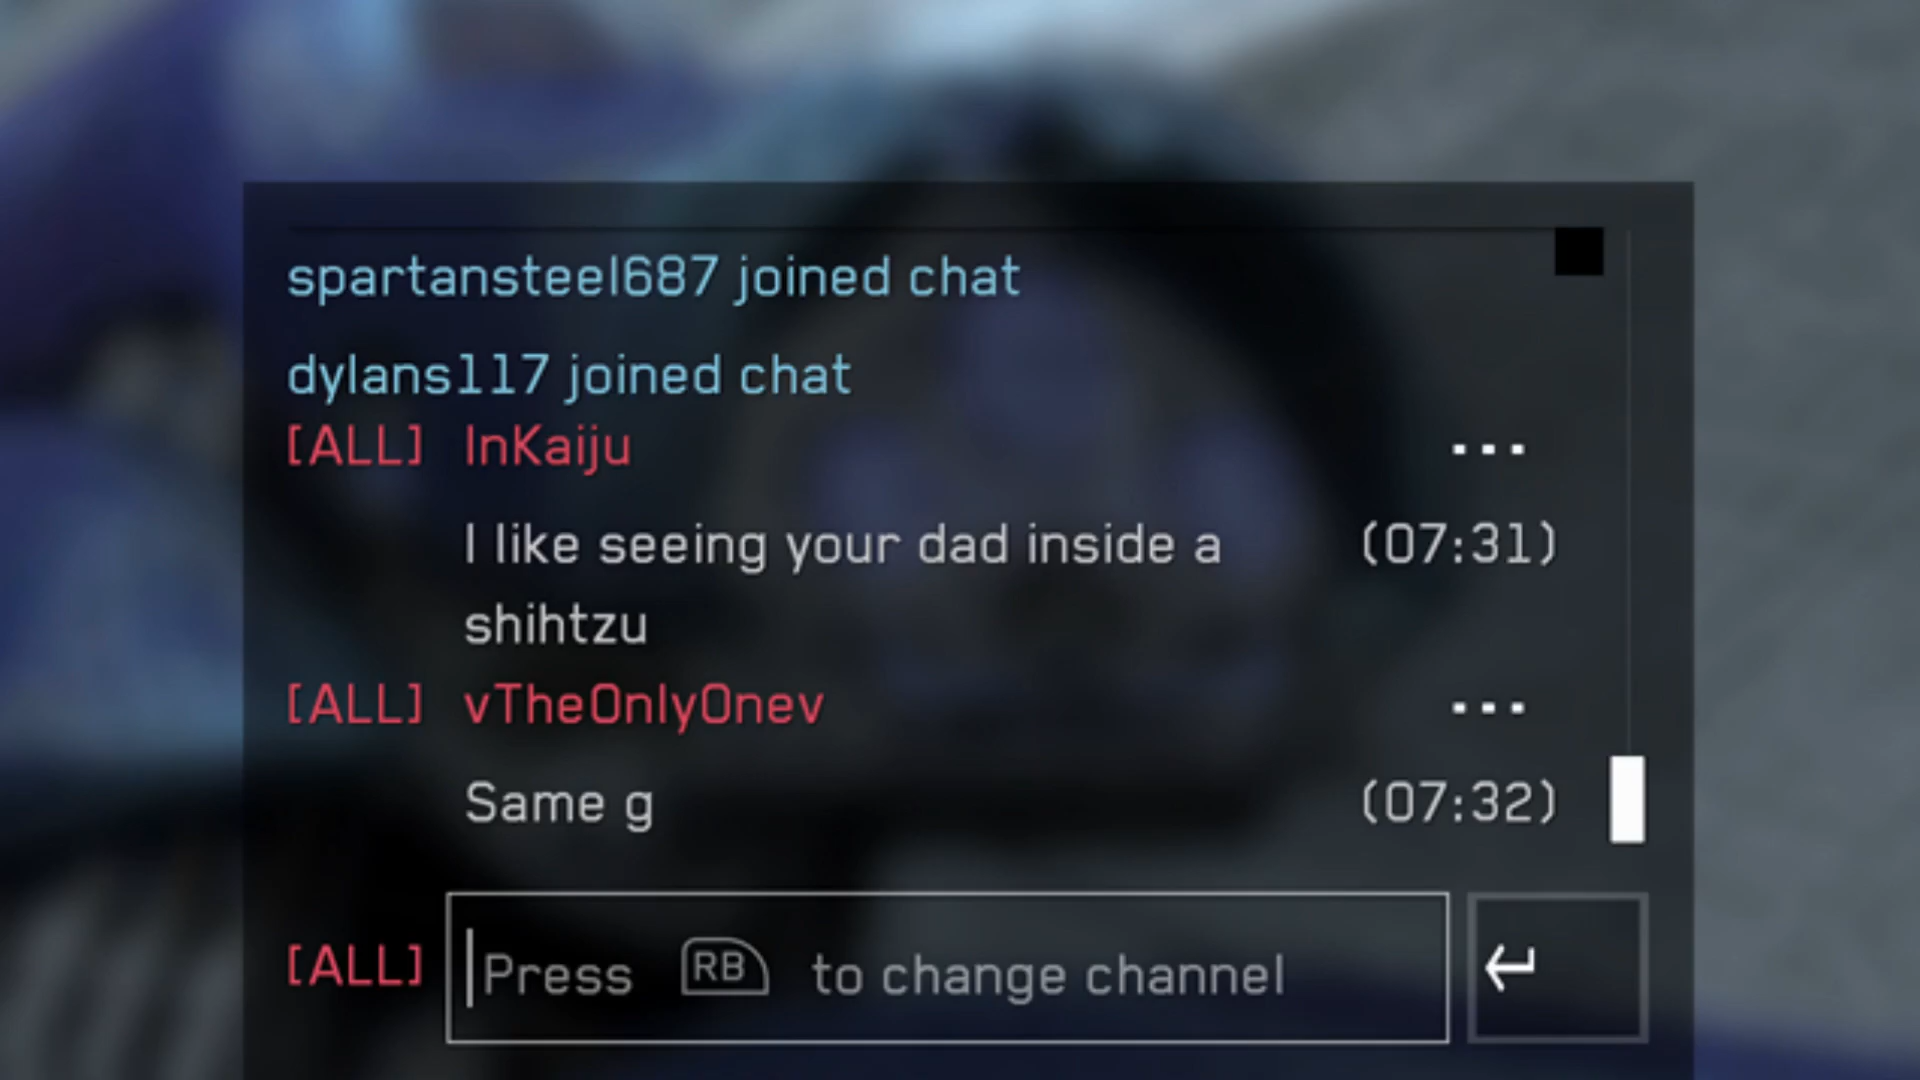 spartansteel687 joined chat
dylans117 joined chat
[ALL] InKaiju ...
I like seeing your dad inside a (07:31)
shihtzu
[ALL] vTheOnlyOnev ...
Same g (07:32)
[ALL] Press RB to change channel